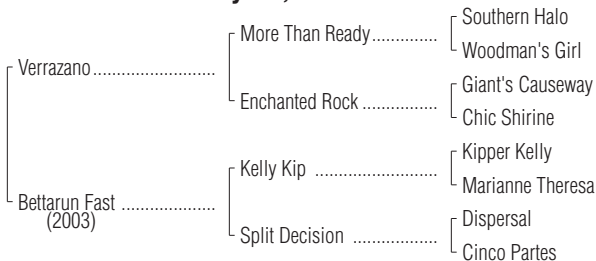 Southern Halo
More Than Ready..............
Woodman's Girl
Verrazano..........................
Giant's Causeway
Enchanted Rock ................
Chic Shirine
Kipper Kelly
Kelly Kip ..........................
Marianne Theresa
Bettarun Fast ....................
(2003)
Dispersal
Split Decision ..................
Cinco Partes